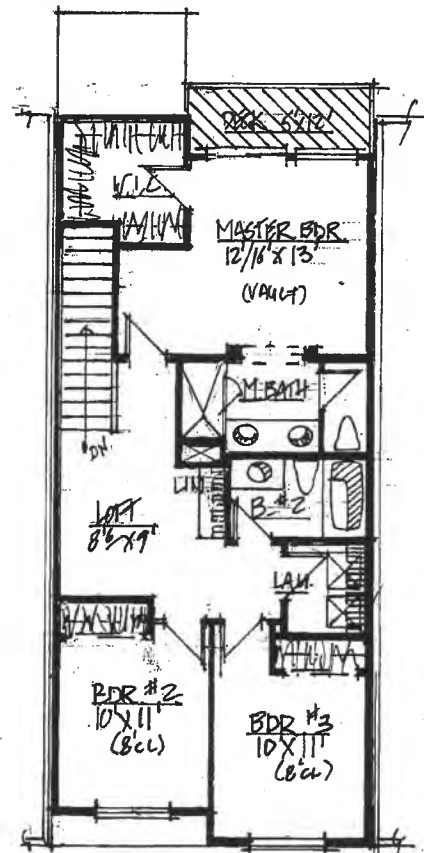 DECK 6'X12'
W.I.C.
MASTER BDR
12'/16' X 13'
(VAULT)
M. BATH
DN
LIN
B. #2
LOFT
8'6 X 9'
LAU.
BDR #2
10' X 11'
(8'CL)
BDR #3
10 X 11'
(8'CL)